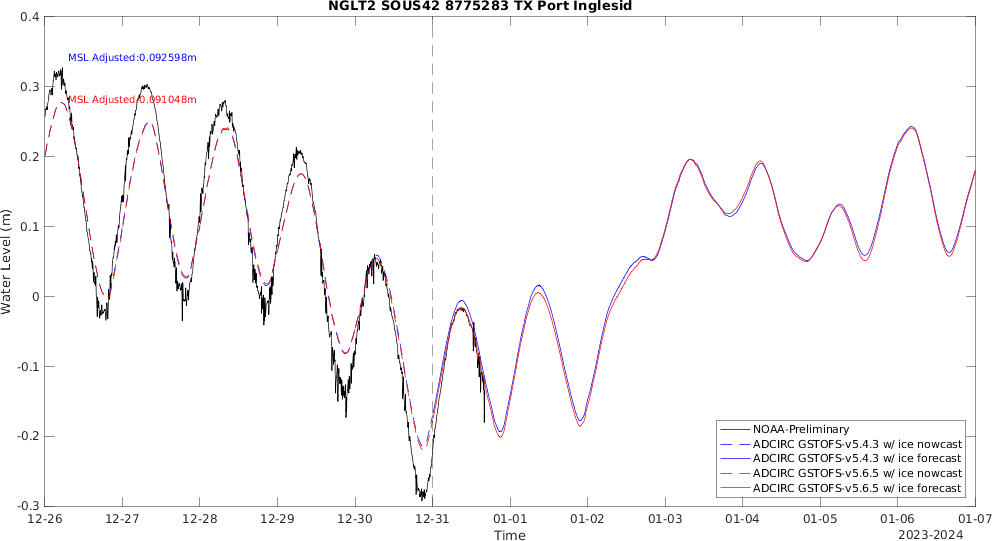 NGLT2 SOUS42 8775283 TX Port Inglesid
MSL Adjusted:0.092598m
MSL Adjusted:0.091048m
Water Level (m)
0.4
0.3
0.2
0.1
0
-0.1
-0.2
-0.3
NOAA-Preliminary
ADCIRC GSTOFS-v5.4.3 w/ ice nowcast
ADCIRC GSTOFS-v5.4.3 w/ ice forecast
ADCIRC GSTOFS-v5.6.5 w/ ice nowcast
ADCIRC GSTOFS-v5.6.5 w/ ice forecast
12-26 12-27 12-28 12-29 12-30 12-31 01-01 01-02 01-03 01-04 01-05 01-06 01-07
Time
2023-2024